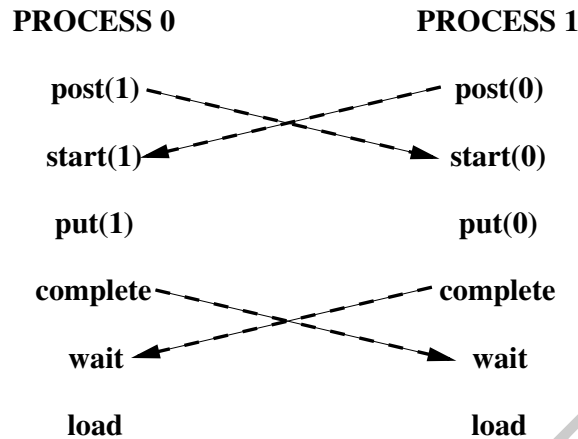 PROCESS 0 PROCESS 1
post(1) post(0)
start(1) start(0)
put(1) put(0)
complete complete
wait wait
load load